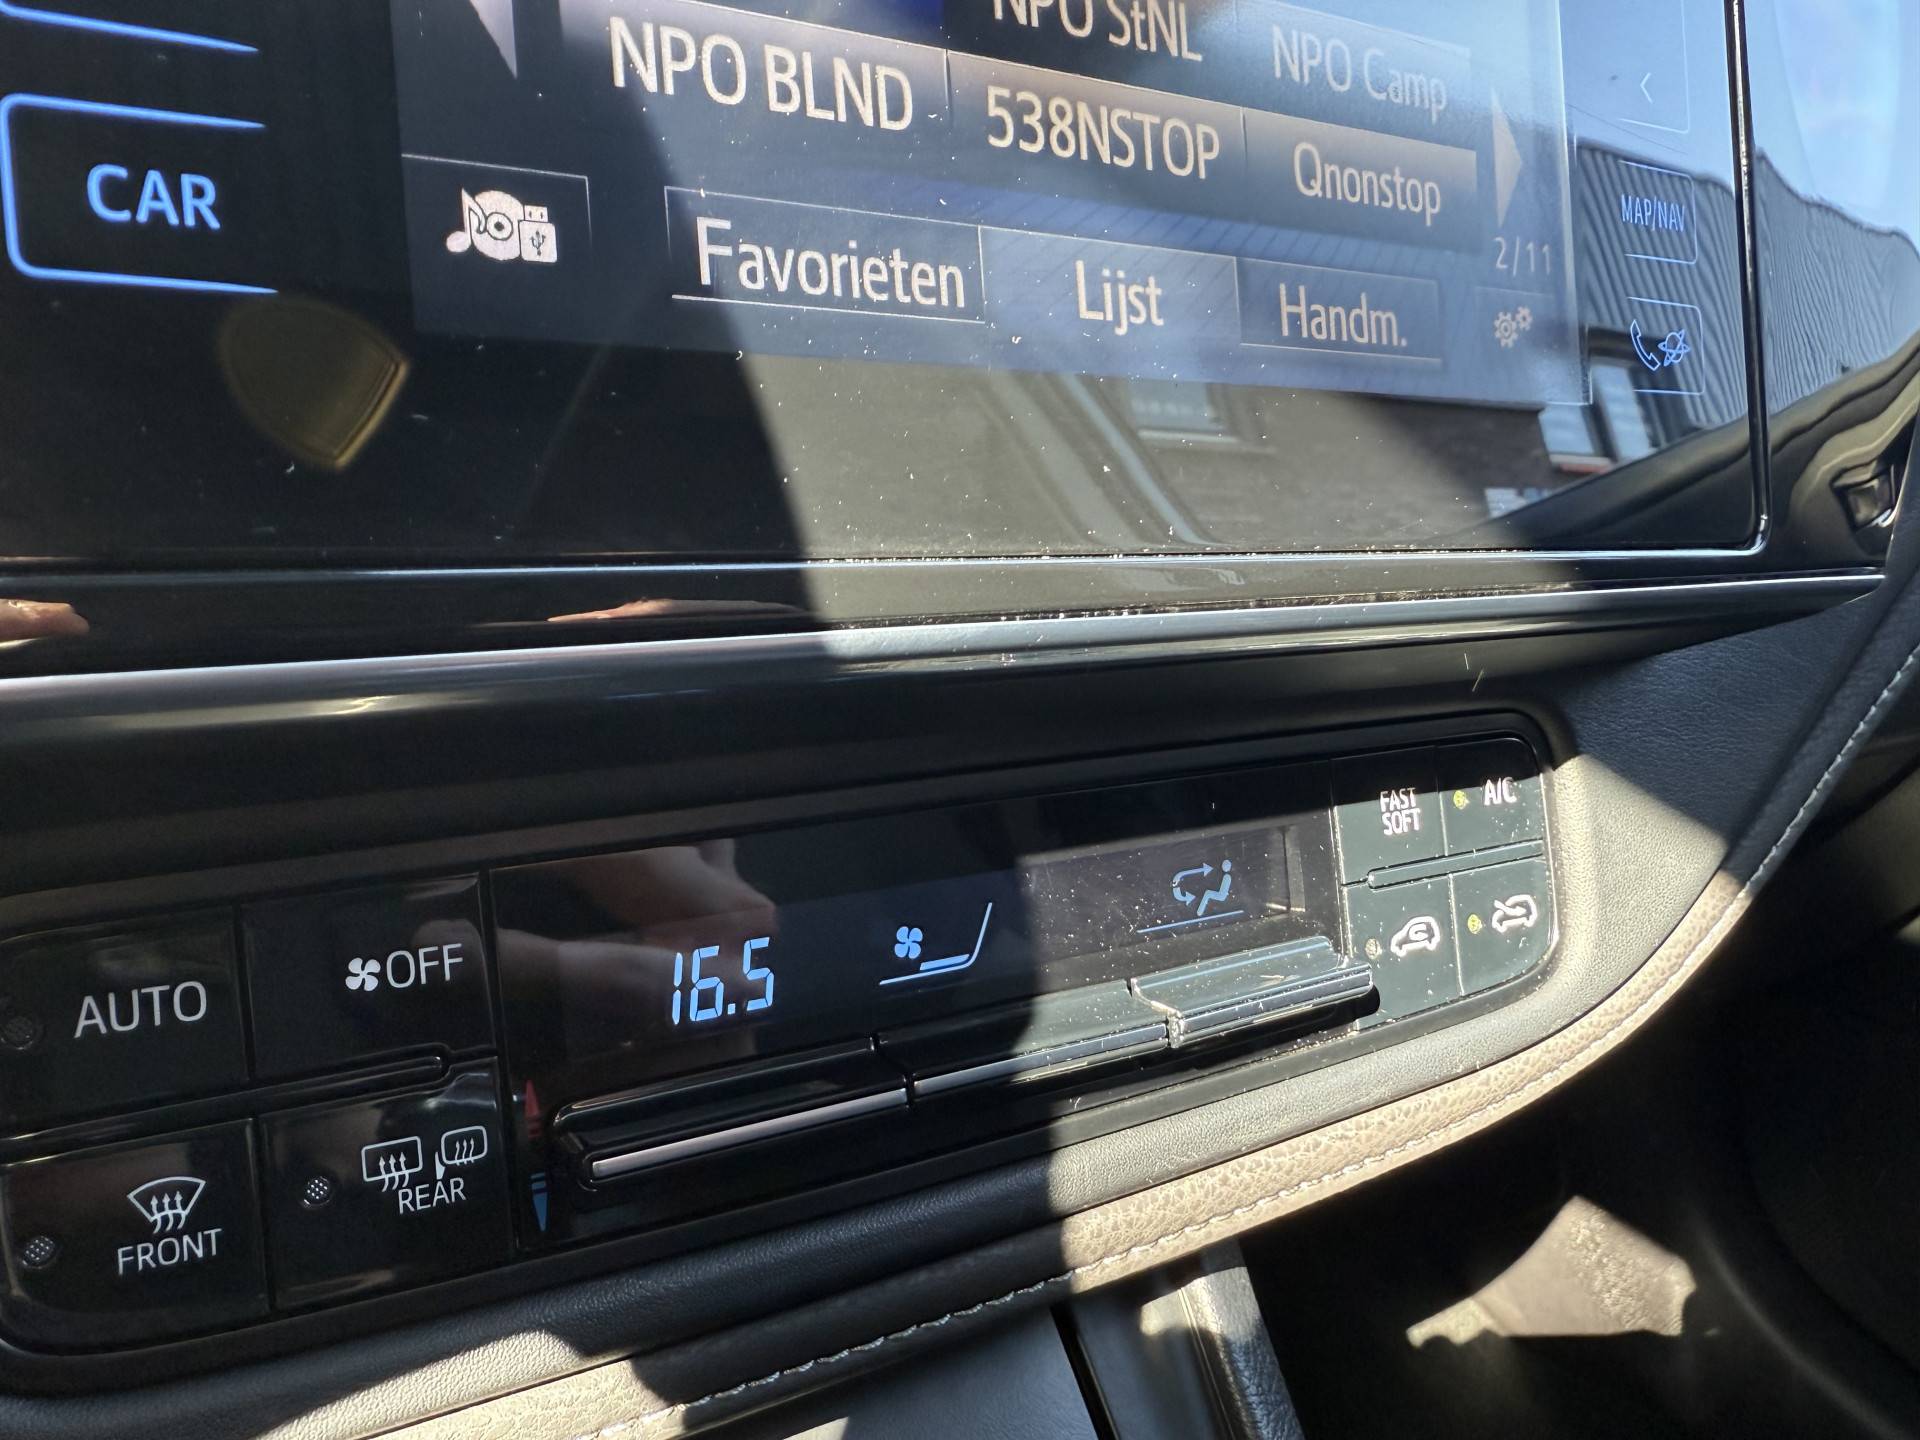 NPO StNL
NPO Camp
NPO BLND
538NSTOP
Qnonstop
CAR
MAP/NAV
2/11
Favorieten
Lijst
Handm.
FAST
SOFT
A/C
AUTO
OFF
16.5
FRONT
REAR